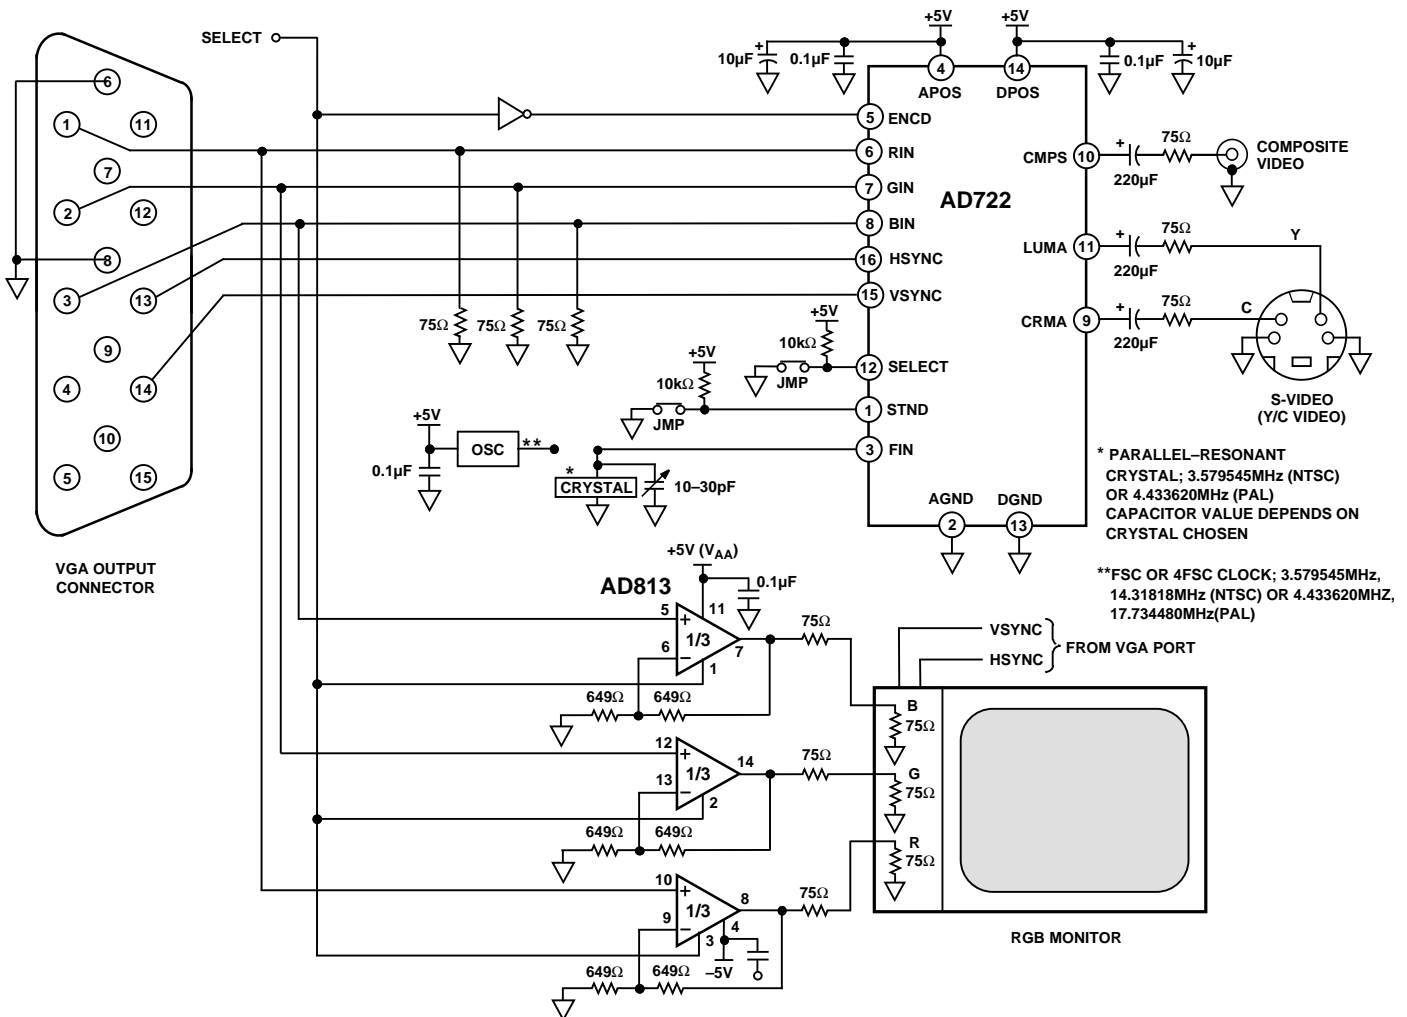 SELECT
+5V
+5V
10µF
+
0.1µF
0.1µF
+
10µF
4
14
APOS
DPOS
6
1
11
7
2
12
8
3
13
9
4
14
10
5
15
VGA OUTPUT
CONNECTOR
5
ENCD
6
RIN
7
GIN
8
BIN
16
HSYNC
15
VSYNC
12
SELECT
1
STND
3
FIN
AD722
CMPS
10
+
220µF
75Ω
COMPOSITE
VIDEO
LUMA
11
+
220µF
75Ω
Y
CRMA
9
+
220µF
75Ω
C
S-VIDEO
(Y/C VIDEO)
AGND
DGND
2
13
75Ω
75Ω
75Ω
+5V
10kΩ
JMP
+5V
10kΩ
JMP
+5V
OSC
**
0.1µF
*
CRYSTAL
10–30pF
* PARALLEL–RESONANT
CRYSTAL; 3.579545MHz (NTSC)
OR 4.433620MHz (PAL)
CAPACITOR VALUE DEPENDS ON
CRYSTAL CHOSEN
**FSC OR 4FSC CLOCK; 3.579545MHz,
14.31818MHz (NTSC) OR 4.433620MHZ,
17.734480MHz(PAL)
+5V (VAA)
AD813
0.1µF
5
+
11
1/3
7
6
–
1
75Ω
649Ω
649Ω
12
+
14
1/3
13
–
2
75Ω
649Ω
649Ω
10
+
8
1/3
9
–
3
4
–5V
75Ω
649Ω
649Ω
VSYNC
HSYNC
FROM VGA PORT
B
75Ω
G
75Ω
R
75Ω
RGB MONITOR